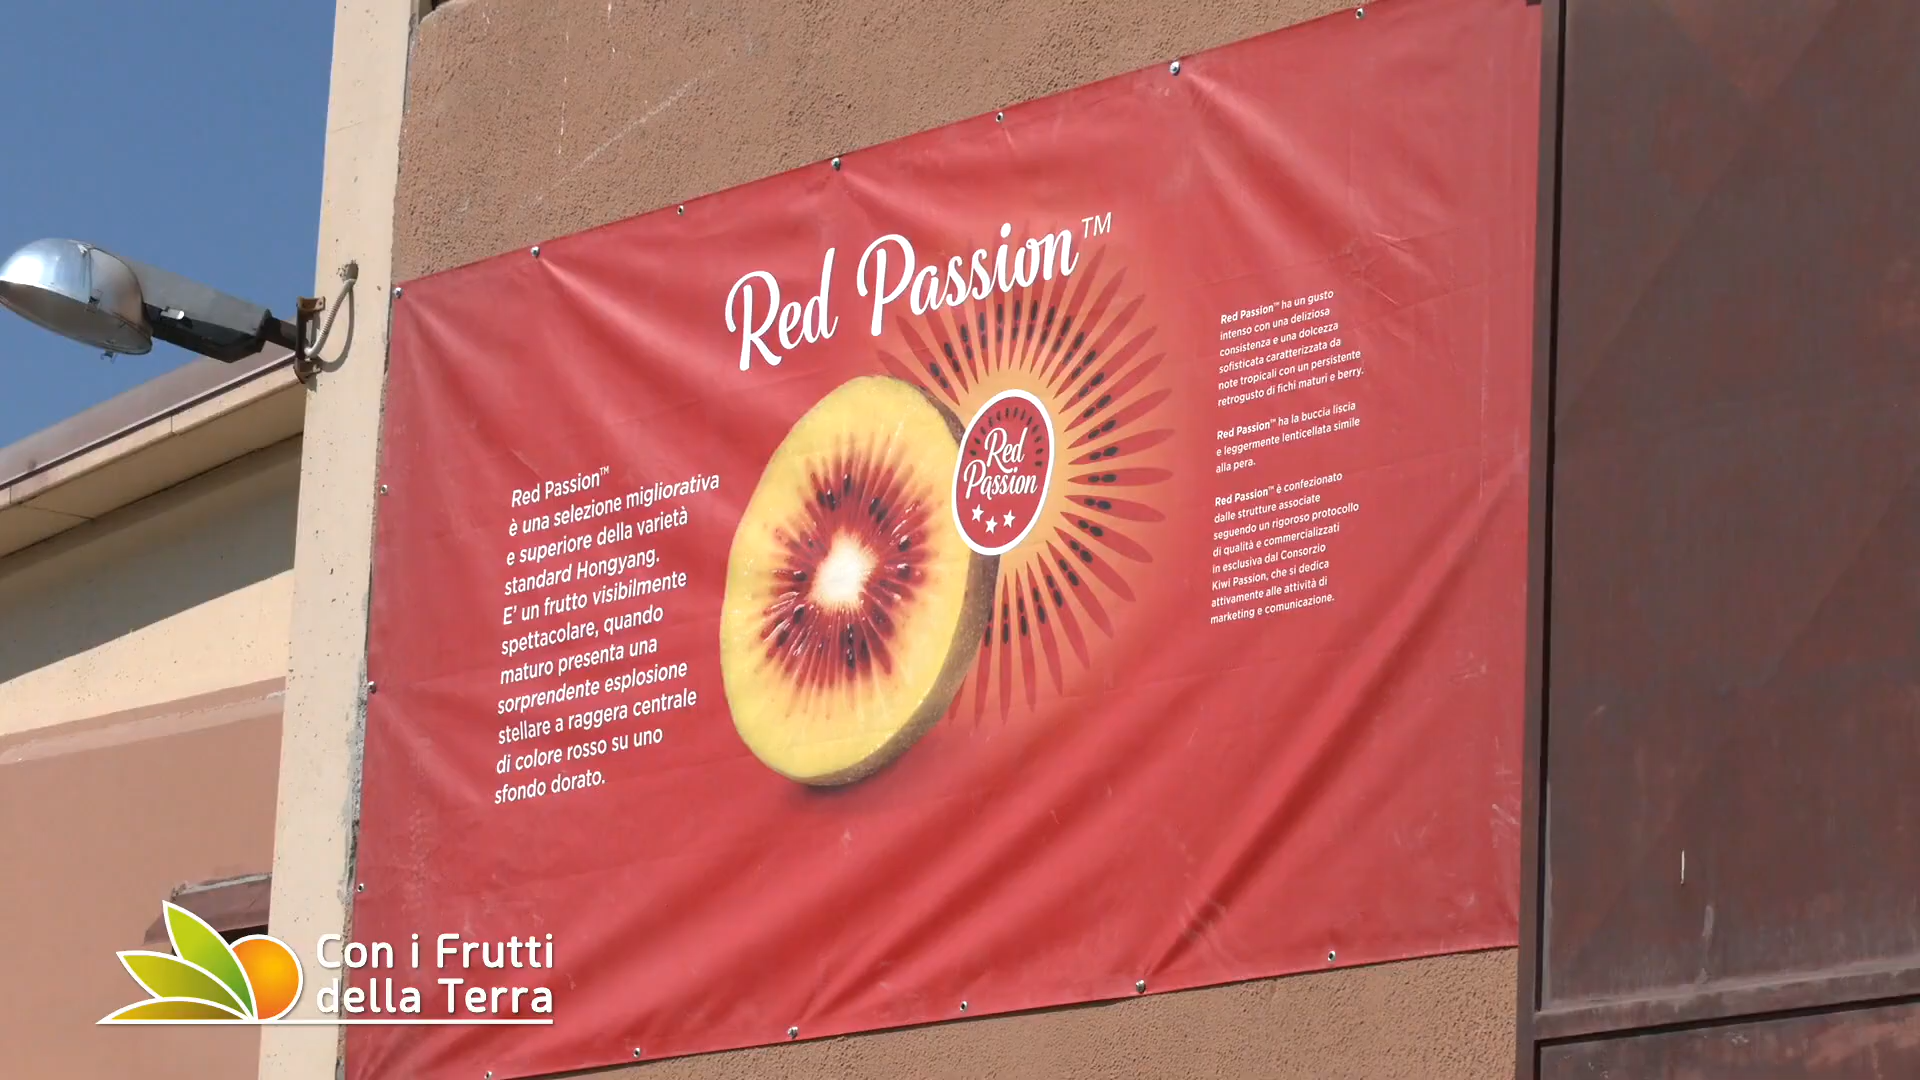 Red Passion™
Red Passion™
è una selezione migliorativa
e superiore della varietà
standard Hongyang.
E' un frutto visibilmente
spettacolare, quando
maturo presenta una
sorprendente esplosione
stellare a raggera centrale
di colore rosso su uno
sfondo dorato.
Red
Passion
Red Passion™ ha un gusto
intenso con una deliziosa
consistenza e una dolcezza
sofisticata caratterizzata da
note tropicali con un persistente
retrogusto di fichi maturi e berry.
Red Passion™ ha la buccia liscia
e leggermente lenticellata simile
alla pera.
Red Passion™ è confezionato
dalle strutture associate
seguendo un rigoroso protocollo
di qualità e commercializzati
in esclusiva dal Consorzio
Kiwi Passion, che si dedica
attivamente alle attività di
marketing e comunicazione.
Con i Frutti
della Terra